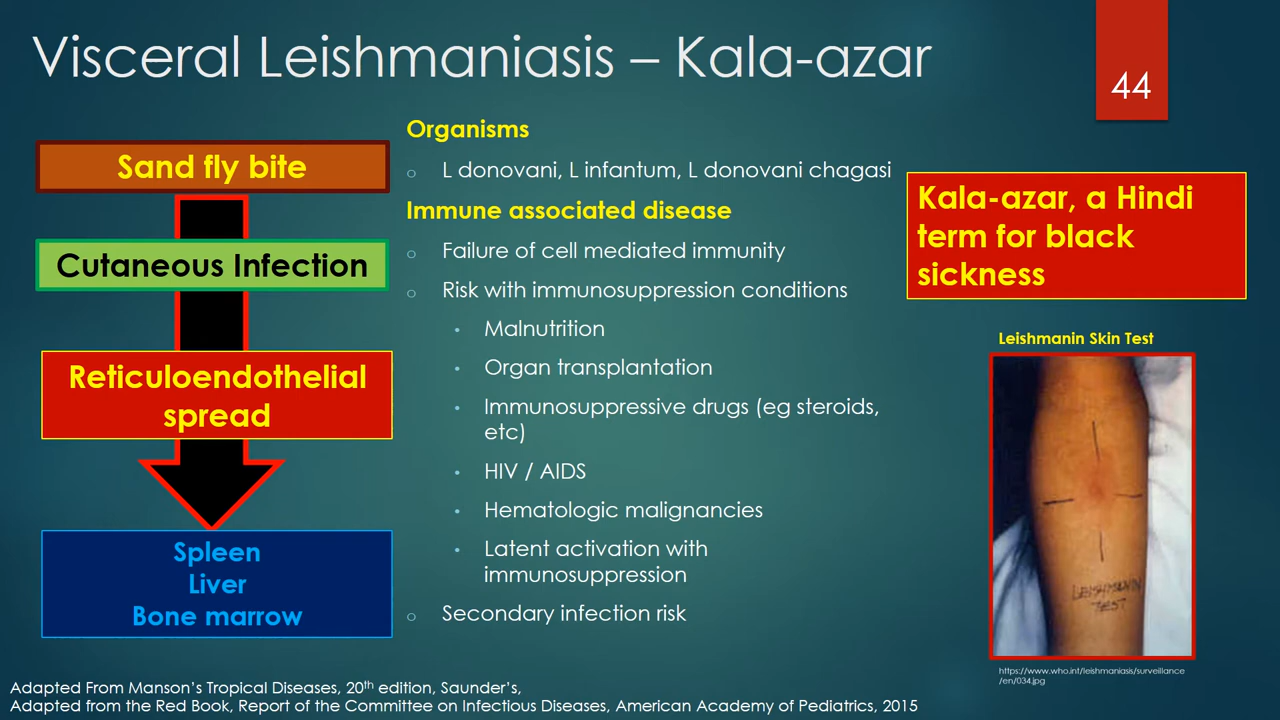 Visceral Leishmaniasis – Kala-azar
44
Sand fly bite
Cutaneous Infection
Reticuloendothelial
spread
Spleen
Liver
Bone marrow
Organisms
L donovani, L infantum, L donovani chagasi
Immune associated disease
Failure of cell mediated immunity
Risk with immunosuppression conditions
Malnutrition
Organ transplantation
Immunosuppressive drugs (eg steroids,
etc)
HIV / AIDS
Hematologic malignancies
Latent activation with
immunosuppression
Secondary infection risk
Kala-azar, a Hindi
term for black
sickness
Leishmanin Skin Test
LEISHMANIN
TEST
https://www.who.int/leishmaniasis/surveillance
/en/034.jpg
Adapted From Manson's Tropical Diseases, 20th edition, Saunder's,
Adapted from the Red Book, Report of the Committee on Infectious Diseases, American Academy of Pediatrics, 2015